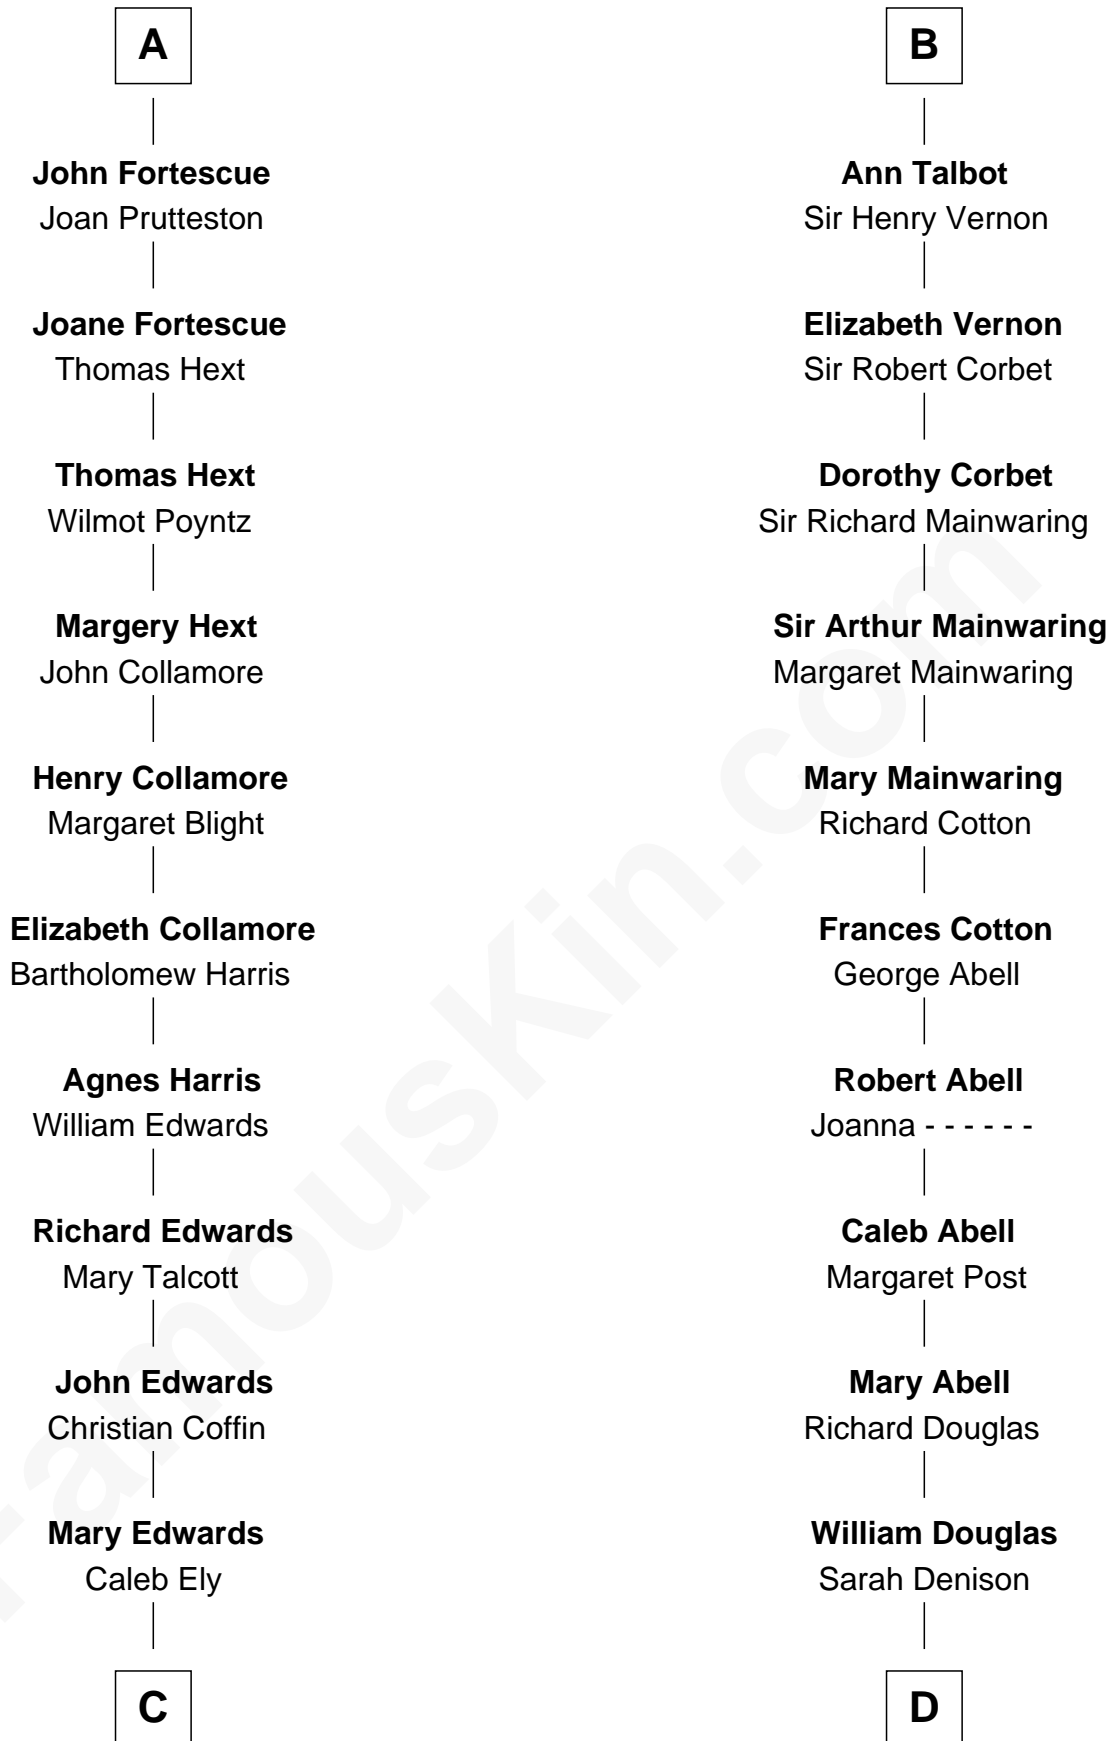 A
John Fortescue
Joan Prutteston
Joane Fortescue
Thomas Hext
Thomas Hext
Wilmot Poyntz
Margery Hext
John Collamore
Henry Collamore
Margaret Blight
Elizabeth Collamore
Bartholomew Harris
Agnes Harris
William Edwards
Richard Edwards
Mary Talcott
John Edwards
Christian Coffin
Mary Edwards
Caleb Ely
C
B
Ann Talbot
Sir Henry Vernon
Elizabeth Vernon
Sir Robert Corbet
Dorothy Corbet
Sir Richard Mainwaring
Sir Arthur Mainwaring
Margaret Mainwaring
Mary Mainwaring
Richard Cotton
Frances Cotton
George Abell
Robert Abell
Joanna - - - - - -
Caleb Abell
Margaret Post
Mary Abell
Richard Douglas
William Douglas
Sarah Denison
D
FamousKin.com